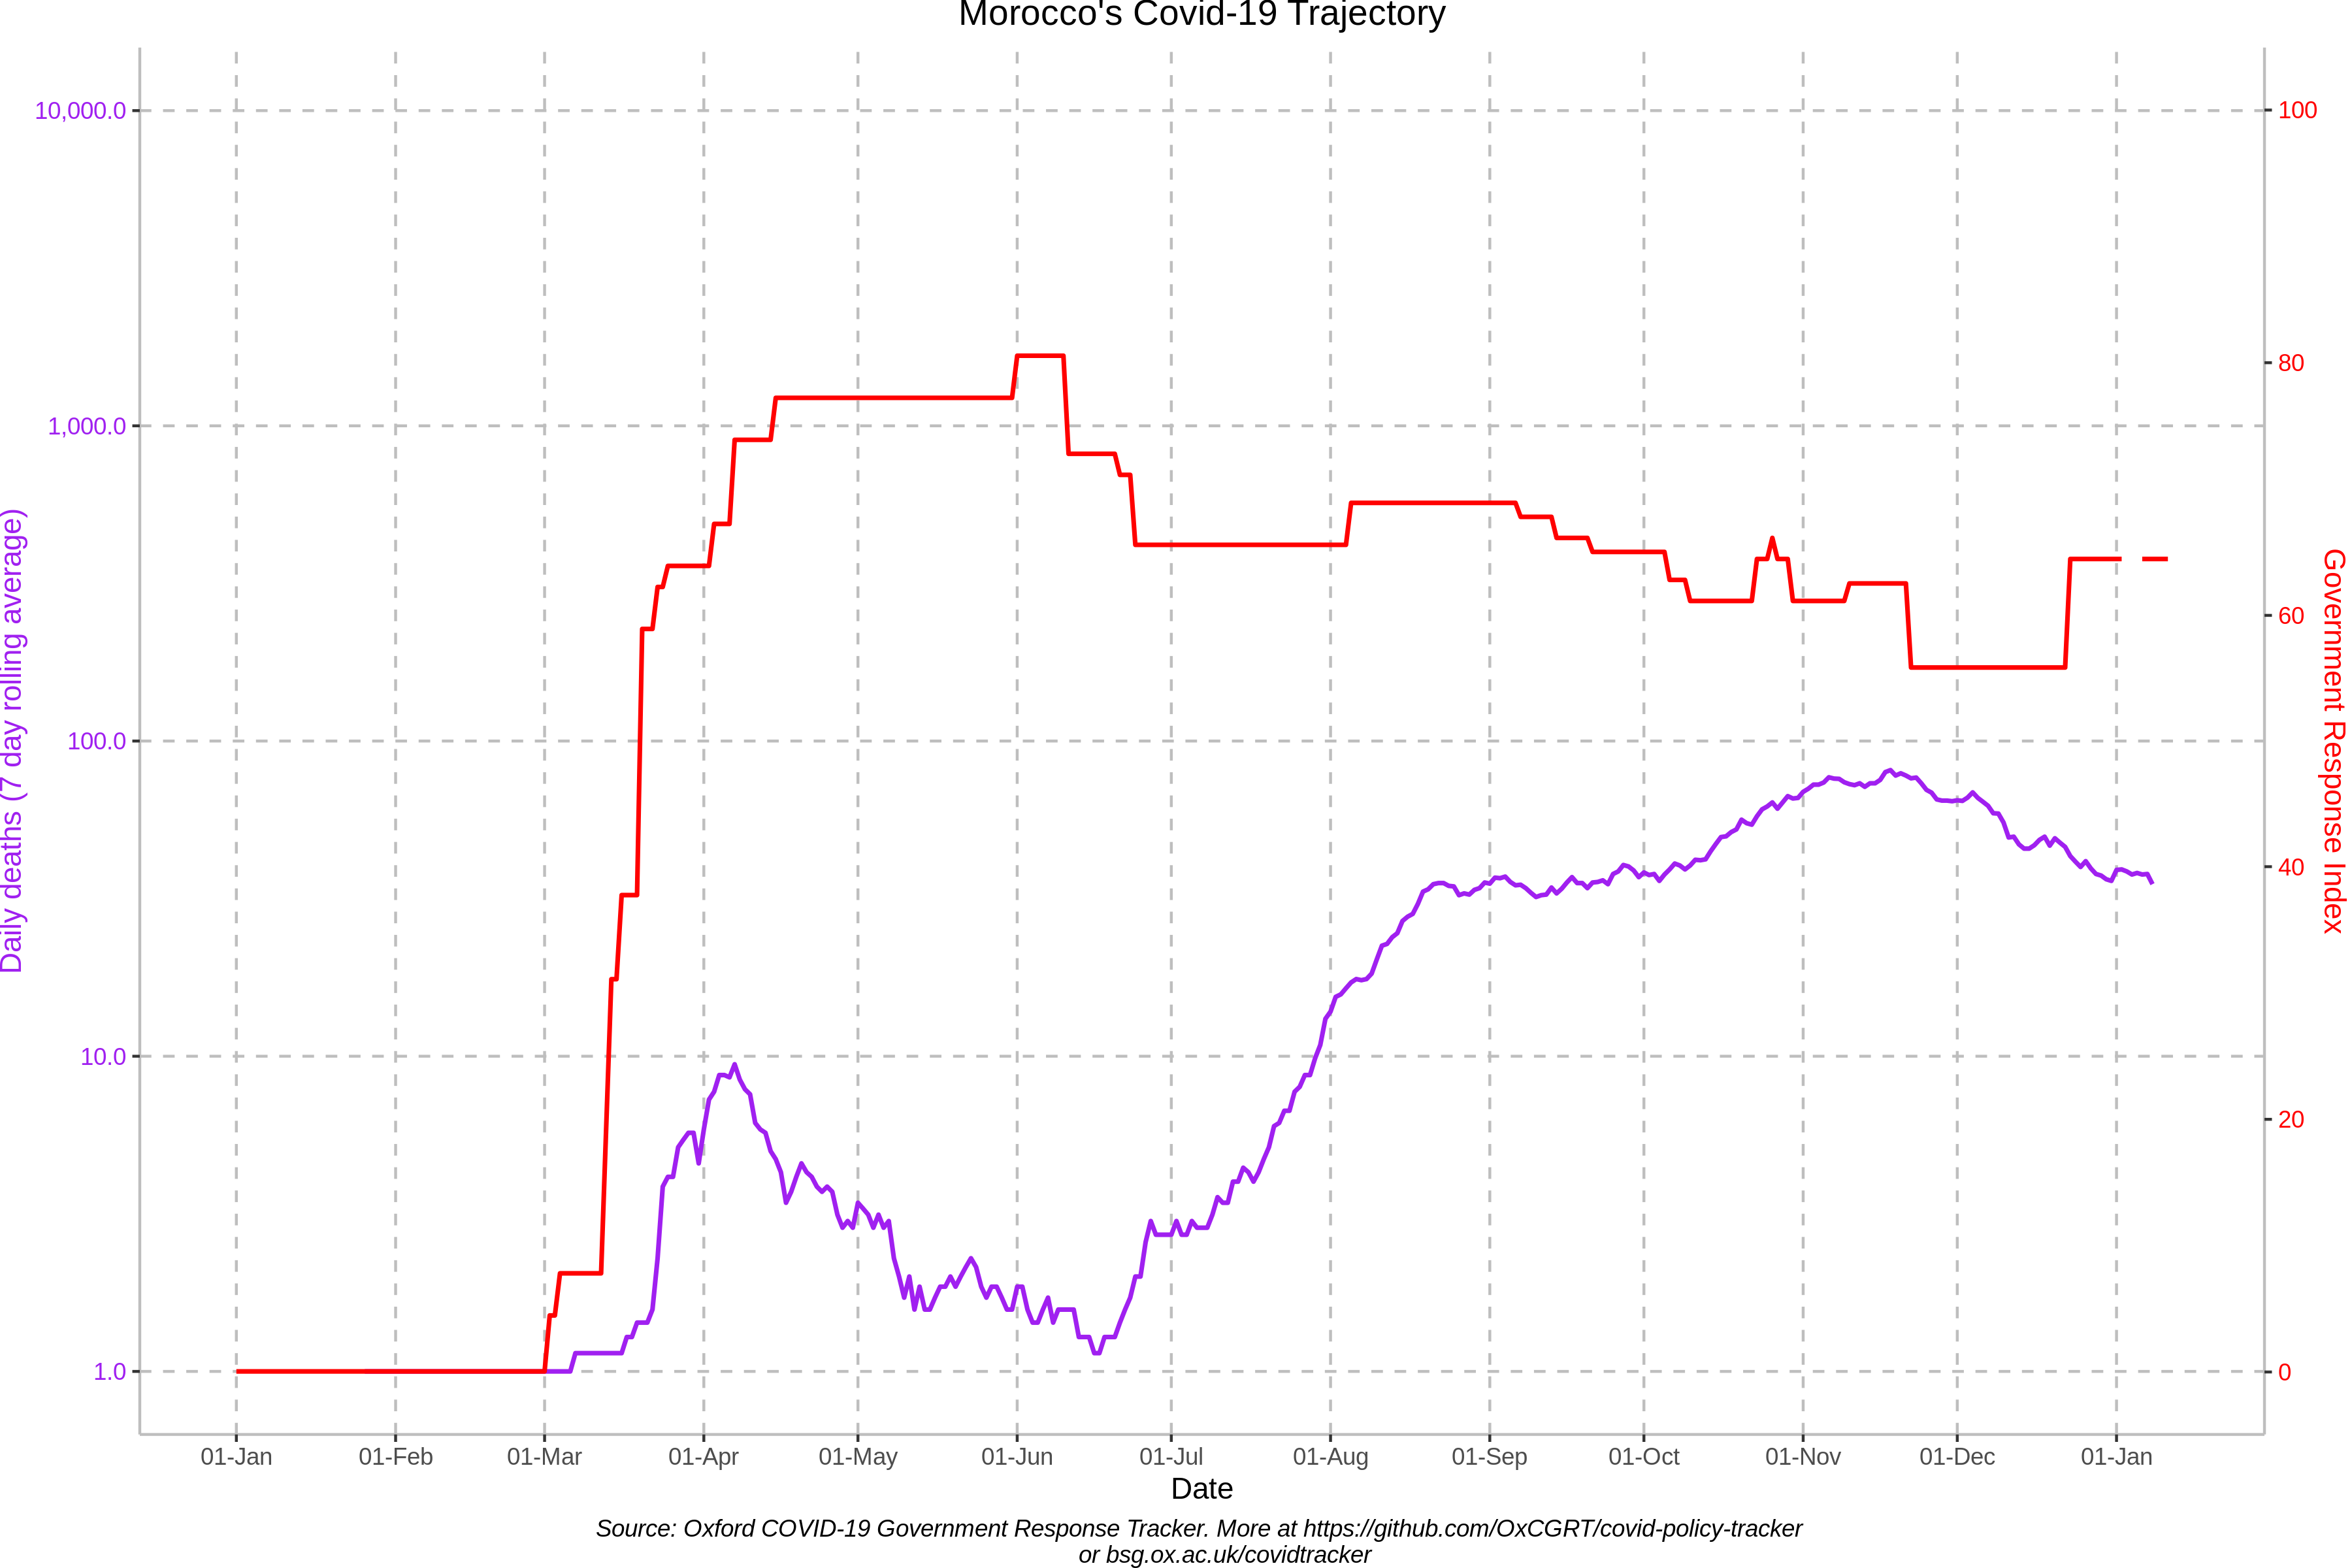 Morocco's Covid-19 Trajectory
10,000.0
1,000.0
100.0
10.0
1.0
Daily deaths (7 day rolling average)
100
80
60
40
20
0
Government Response Index
01-Jan 01-Feb 01-Mar 01-Apr 01-May 01-Jun 01-Jul 01-Aug 01-Sep 01-Oct 01-Nov 01-Dec 01-Jan
Date
Source: Oxford COVID-19 Government Response Tracker. More at https://github.com/OxCGRT/covid-policy-tracker
or bsg.ox.ac.uk/covidtracker